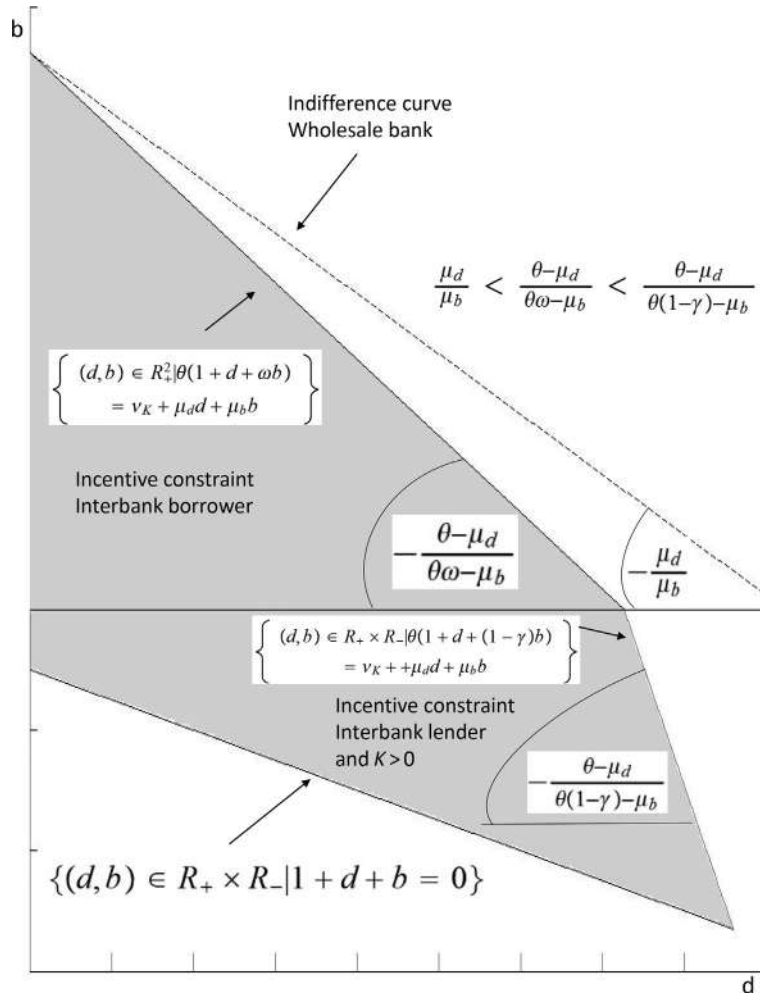 b
Indifference curve
Wholesale bank
μ_d/μ_b < (θ−μ_d)/(θω−μ_b) < (θ−μ_d)/(θ(1−γ)−μ_b)
{ (d,b) ∈ R₊²|θ(1 + d + ωb)
= ν_K + μ_d d + μ_b b }
Incentive constraint
Interbank borrower
−(θ−μ_d)/(θω−μ_b)
−μ_d/μ_b
{ (d,b) ∈ R₊ × R₋|θ(1 + d + (1 − γ)b)
= ν_K + +μ_d d + μ_b b }
Incentive constraint
Interbank lender
and K>0
−(θ−μ_d)/(θ(1−γ)−μ_b)
{(d,b) ∈ R₊ × R₋|1 + d + b = 0}
d